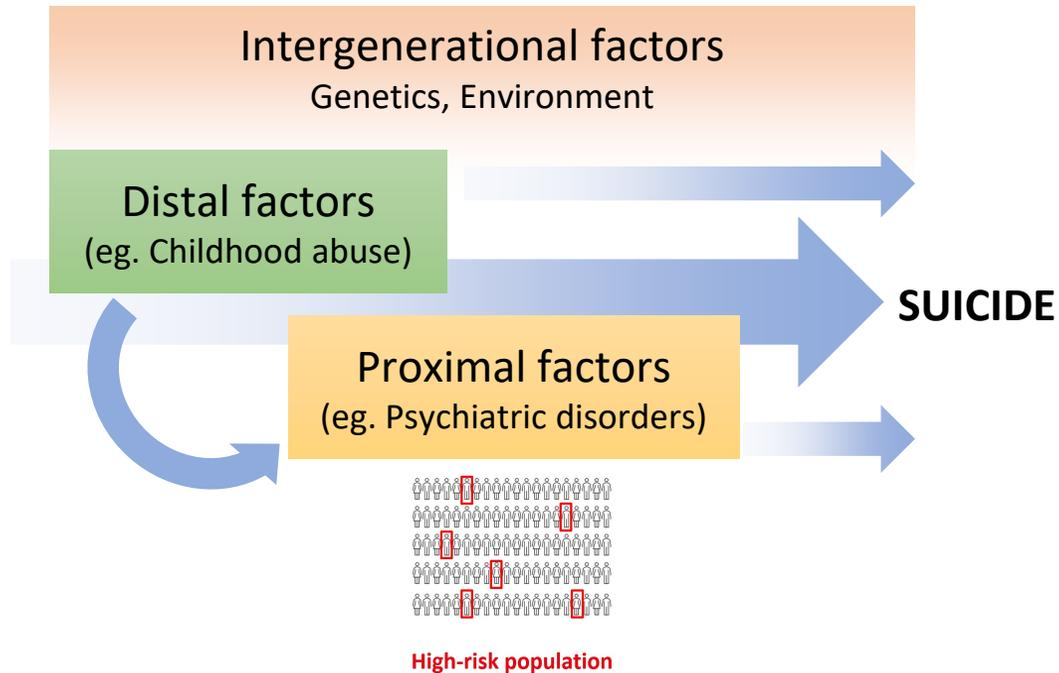 Intergenerational factors
Genetics, Environment
Distal factors
(eg. Childhood abuse)
SUICIDE
Proximal factors
(eg. Psychiatric disorders)
High-risk population